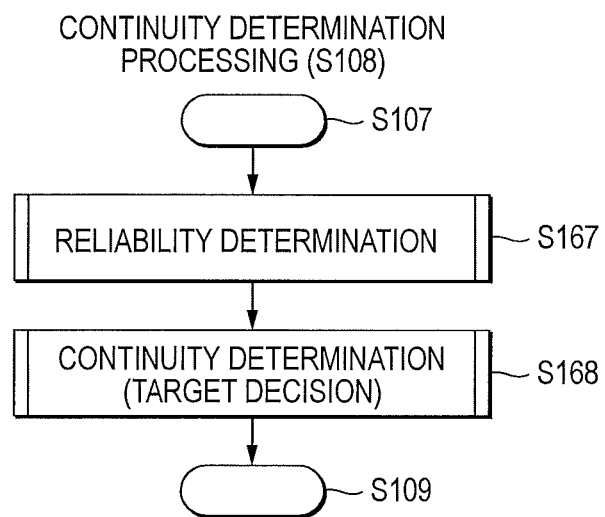 CONTINUITY DETERMINATION
PROCESSING (S108)
S107
RELIABILITY DETERMINATION
S167
CONTINUITY DETERMINATION
(TARGET DECISION)
S168
S109